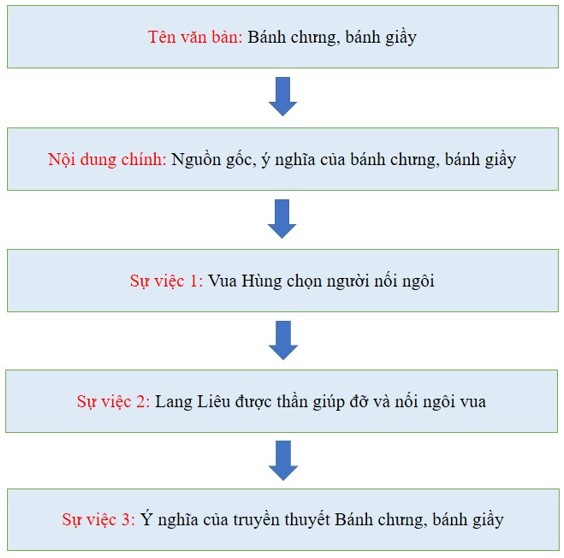 Tên văn bản: Bánh chưng, bánh giầy
Nội dung chính: Nguồn gốc, ý nghĩa của bánh chưng, bánh giầy
Sự việc 1: Vua Hùng chọn người nối ngôi
Sự việc 2: Lang Liêu được thần giúp đỡ và nối ngôi vua
Sự việc 3: Ý nghĩa của truyền thuyết Bánh chưng, bánh giầy